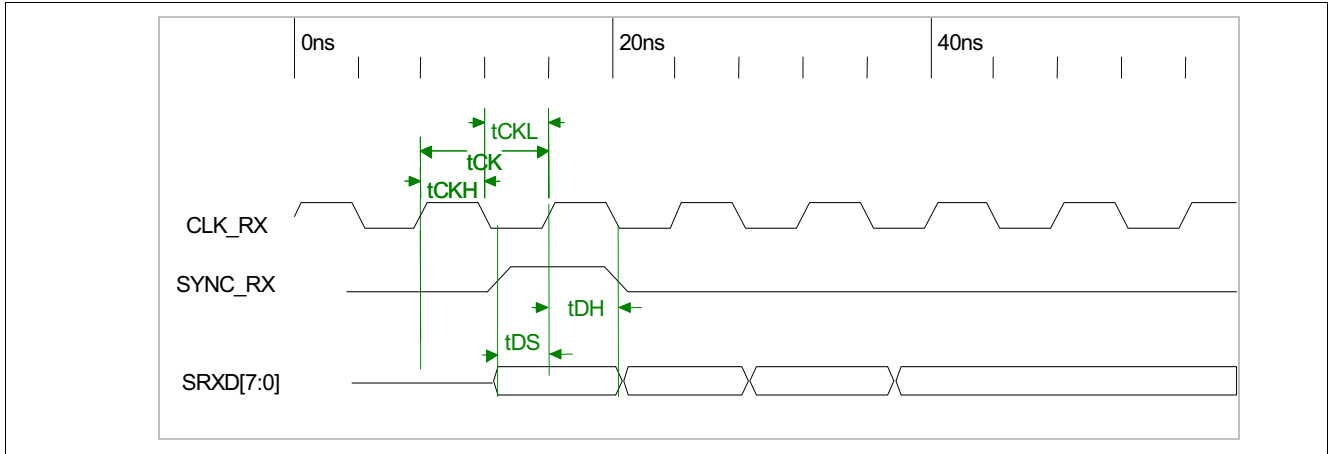 0ns
20ns
40ns
tCKL
tCK
tCKH
CLK_RX
SYNC_RX
tDH
tDS
SRXD[7:0]